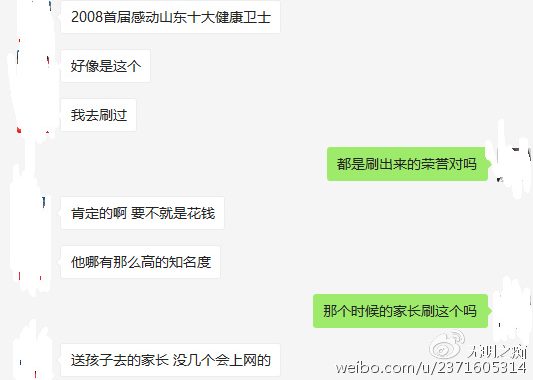 2008首届感动山东十大健康卫士
好像是这个
我去刷过
都是刷出来的荣誉对吗
肯定的啊 要不就是花钱
他哪有那么高的知名度
那个时候的家长刷这个吗
送孩子去的家长 没几个会上网的
weibo.com/u/2371605314